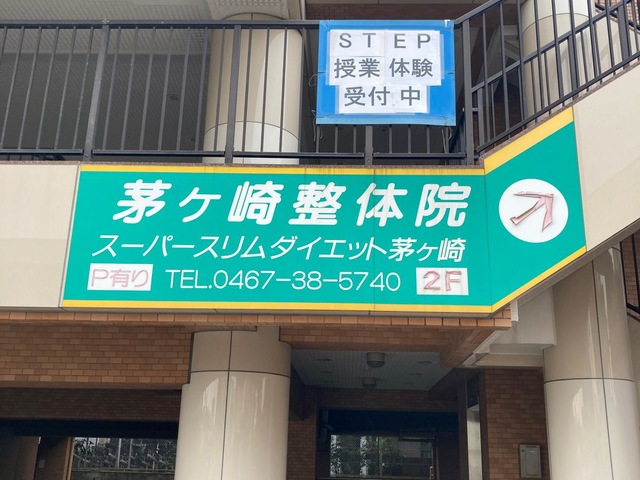 STEP
授業 体験
受付 中
茅ヶ崎整体院
スーパースリムダイエット茅ヶ崎
P有り TEL.0467-38-5740 2F